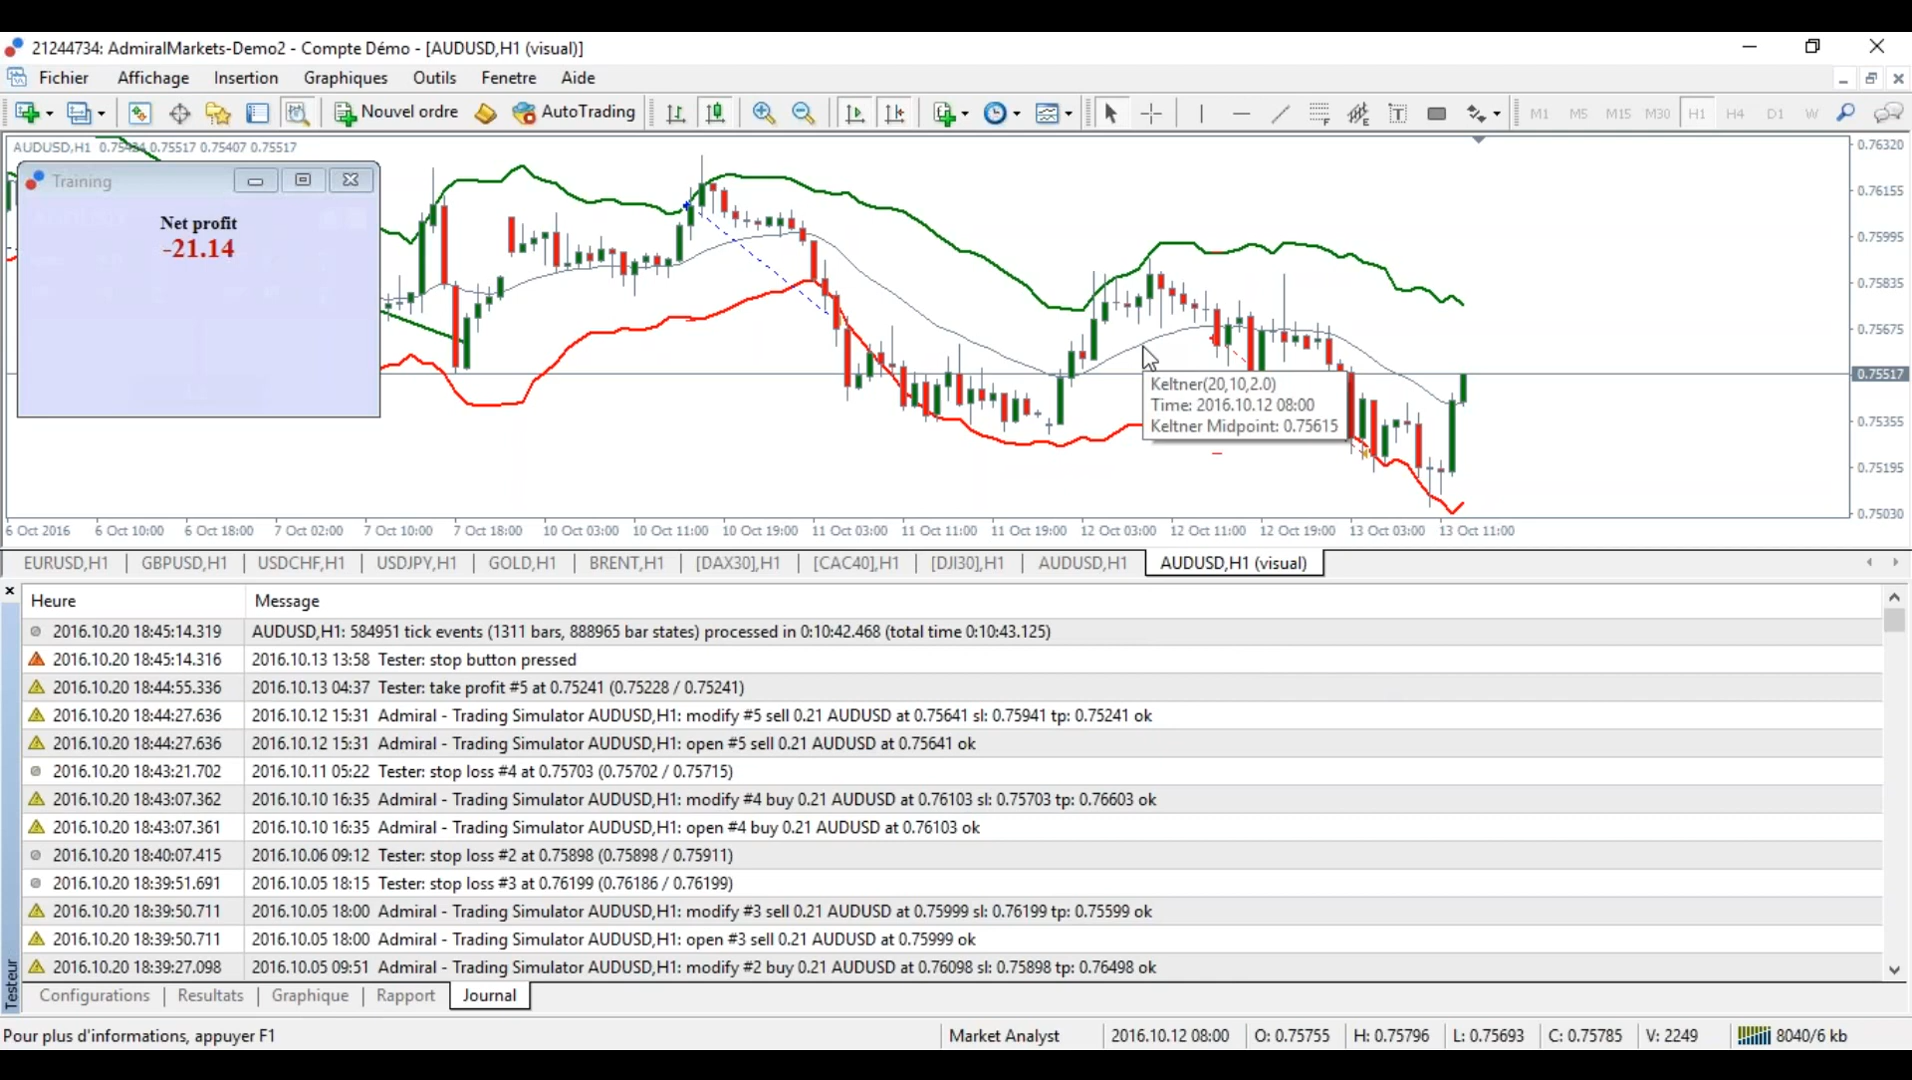 21244734: AdmiralMarkets-Demo2 - Compte Démo - [AUDUSD,H1 (visual)]
Fichier Affichage Insertion Graphiques Outils Fenetre Aide
Nouvel ordre AutoTrading M1 M5 M15 M30 H1 H4 D1 W
AUDUSD,H1 0.75424 0.75517 0.75407 0.75517
Training
Net profit
-21.14
0.76320
0.76155
0.75995
0.75835
0.75675
0.75517
0.75355
0.75195
0.75030
Keltner(20,10,2.0)
Time: 2016.10.12 08:00
Keltner Midpoint: 0.75615
6 Oct 2016 6 Oct 10:00 6 Oct 18:00 7 Oct 02:00 7 Oct 10:00 7 Oct 18:00 10 Oct 03:00 10 Oct 11:00 10 Oct 19:00 11 Oct 03:00 11 Oct 11:00 11 Oct 19:00 12 Oct 03:00 12 Oct 11:00 12 Oct 19:00 13 Oct 03:00 13 Oct 11:00
EURUSD,H1 GBPUSD,H1 USDCHF,H1 USDJPY,H1 GOLD,H1 BRENT,H1 [DAX30],H1 [CAC40],H1 [DJI30],H1 AUDUSD,H1 AUDUSD,H1 (visual)
Heure Message
2016.10.20 18:45:14.319 AUDUSD,H1: 584951 tick events (1311 bars, 888965 bar states) processed in 0:10:42.468 (total time 0:10:43.125)
2016.10.20 18:45:14.316 2016.10.13 13:58 Tester: stop button pressed
2016.10.20 18:44:55.336 2016.10.13 04:37 Tester: take profit #5 at 0.75241 (0.75228 / 0.75241)
2016.10.20 18:44:27.636 2016.10.12 15:31 Admiral - Trading Simulator AUDUSD,H1: modify #5 sell 0.21 AUDUSD at 0.75641 sl: 0.75941 tp: 0.75241 ok
2016.10.20 18:44:27.636 2016.10.12 15:31 Admiral - Trading Simulator AUDUSD,H1: open #5 sell 0.21 AUDUSD at 0.75641 ok
2016.10.20 18:43:21.702 2016.10.11 05:22 Tester: stop loss #4 at 0.75703 (0.75702 / 0.75715)
2016.10.20 18:43:07.362 2016.10.10 16:35 Admiral - Trading Simulator AUDUSD,H1: modify #4 buy 0.21 AUDUSD at 0.76103 sl: 0.75703 tp: 0.76603 ok
2016.10.20 18:43:07.361 2016.10.10 16:35 Admiral - Trading Simulator AUDUSD,H1: open #4 buy 0.21 AUDUSD at 0.76103 ok
2016.10.20 18:40:07.415 2016.10.06 09:12 Tester: stop loss #2 at 0.75898 (0.75898 / 0.75911)
2016.10.20 18:39:51.691 2016.10.05 18:15 Tester: stop loss #3 at 0.76199 (0.76186 / 0.76199)
2016.10.20 18:39:50.711 2016.10.05 18:00 Admiral - Trading Simulator AUDUSD,H1: modify #3 sell 0.21 AUDUSD at 0.75999 sl: 0.76199 tp: 0.75599 ok
2016.10.20 18:39:50.711 2016.10.05 18:00 Admiral - Trading Simulator AUDUSD,H1: open #3 sell 0.21 AUDUSD at 0.75999 ok
2016.10.20 18:39:27.098 2016.10.05 09:51 Admiral - Trading Simulator AUDUSD,H1: modify #2 buy 0.21 AUDUSD at 0.76098 sl: 0.75898 tp: 0.76498 ok
Testeur
Configurations Resultats Graphique Rapport Journal
Pour plus d'informations, appuyer F1 Market Analyst 2016.10.12 08:00 O: 0.75755 H: 0.75796 L: 0.75693 C: 0.75785 V: 2249 8040/6 kb